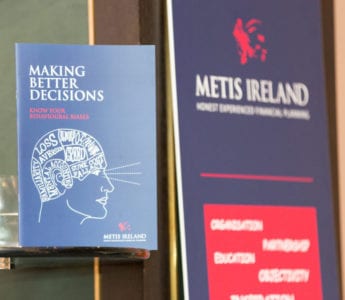 MAKING
BETTER
DECISIONS
KNOW YOUR
BEHAVIOURAL BIASES
LOSS
AVERSION
METIS IRELAND
METIS IRELAND
HONEST EXPERIENCED FINANCIAL PLANNING
ORGANISATION
PARTNERSHIP
EDUCATION
OBJECTIVITY